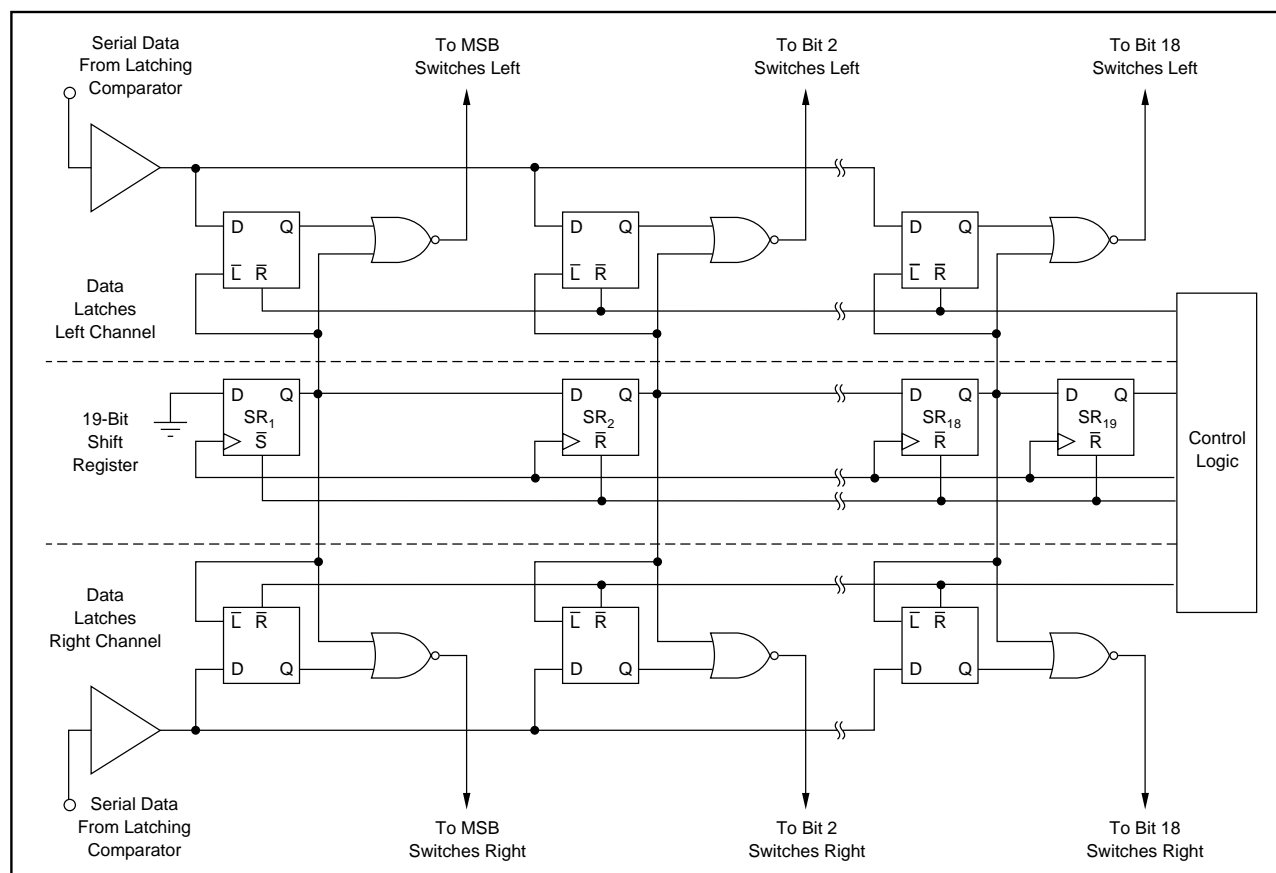 Serial Data
From Latching
Comparator
To MSB
Switches Left
To Bit 2
Switches Left
To Bit 18
Switches Left
D Q
L̅ R̅
D Q
L̅ R̅
D Q
L̅ R̅
Data
Latches
Left Channel
19-Bit
Shift
Register
D Q
SR₁
S̅
D Q
SR₂
R̅
D Q
SR₁₈
R̅
D Q
SR₁₉
R̅
Control
Logic
Data
Latches
Right Channel
L̅ R̅
D Q
L̅ R̅
D Q
L̅ R̅
D Q
Serial Data
From Latching
Comparator
To MSB
Switches Right
To Bit 2
Switches Right
To Bit 18
Switches Right